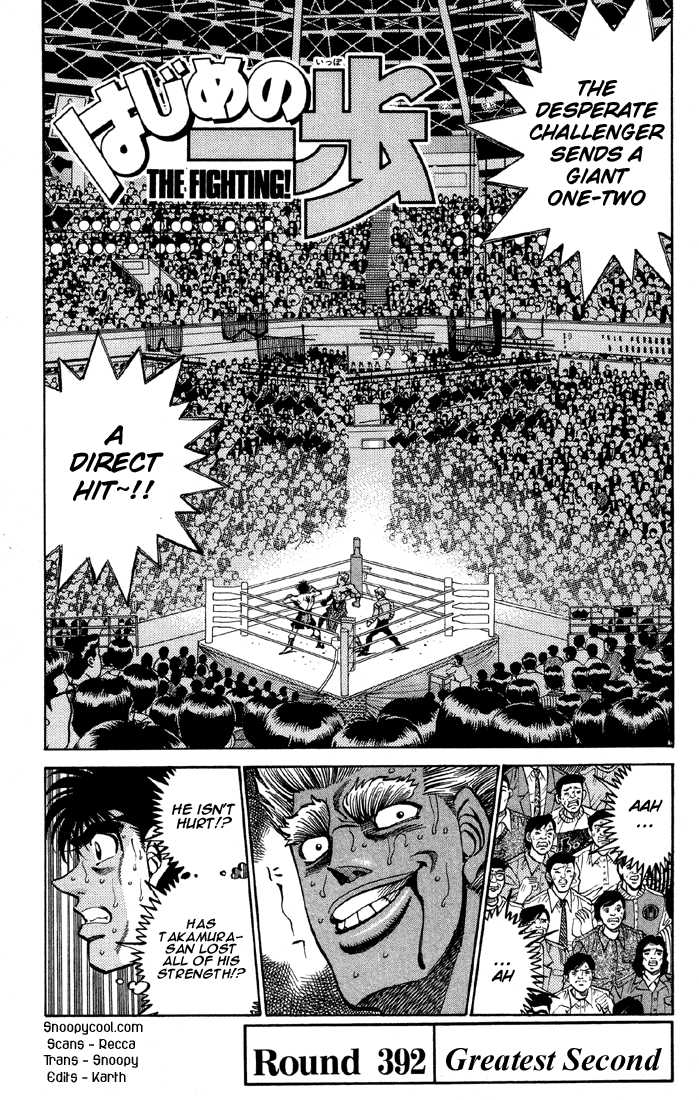 THE
DESPERATE
CHALLENGER
SENDS A
GIANT
ONE-TWO
はじめの
いっぽ
一歩
THE FIGHTING!
A
DIRECT
HIT~!!
AAH
...
...
AH
HE ISN'T
HURT!?
HAS
TAKAMURA-
SAN LOST
ALL OF HIS
STRENGTH!?
Snoopycool.com
Scans - Recca
Trans - Snoopy
Edits - Karth
Round 392
Greatest Second